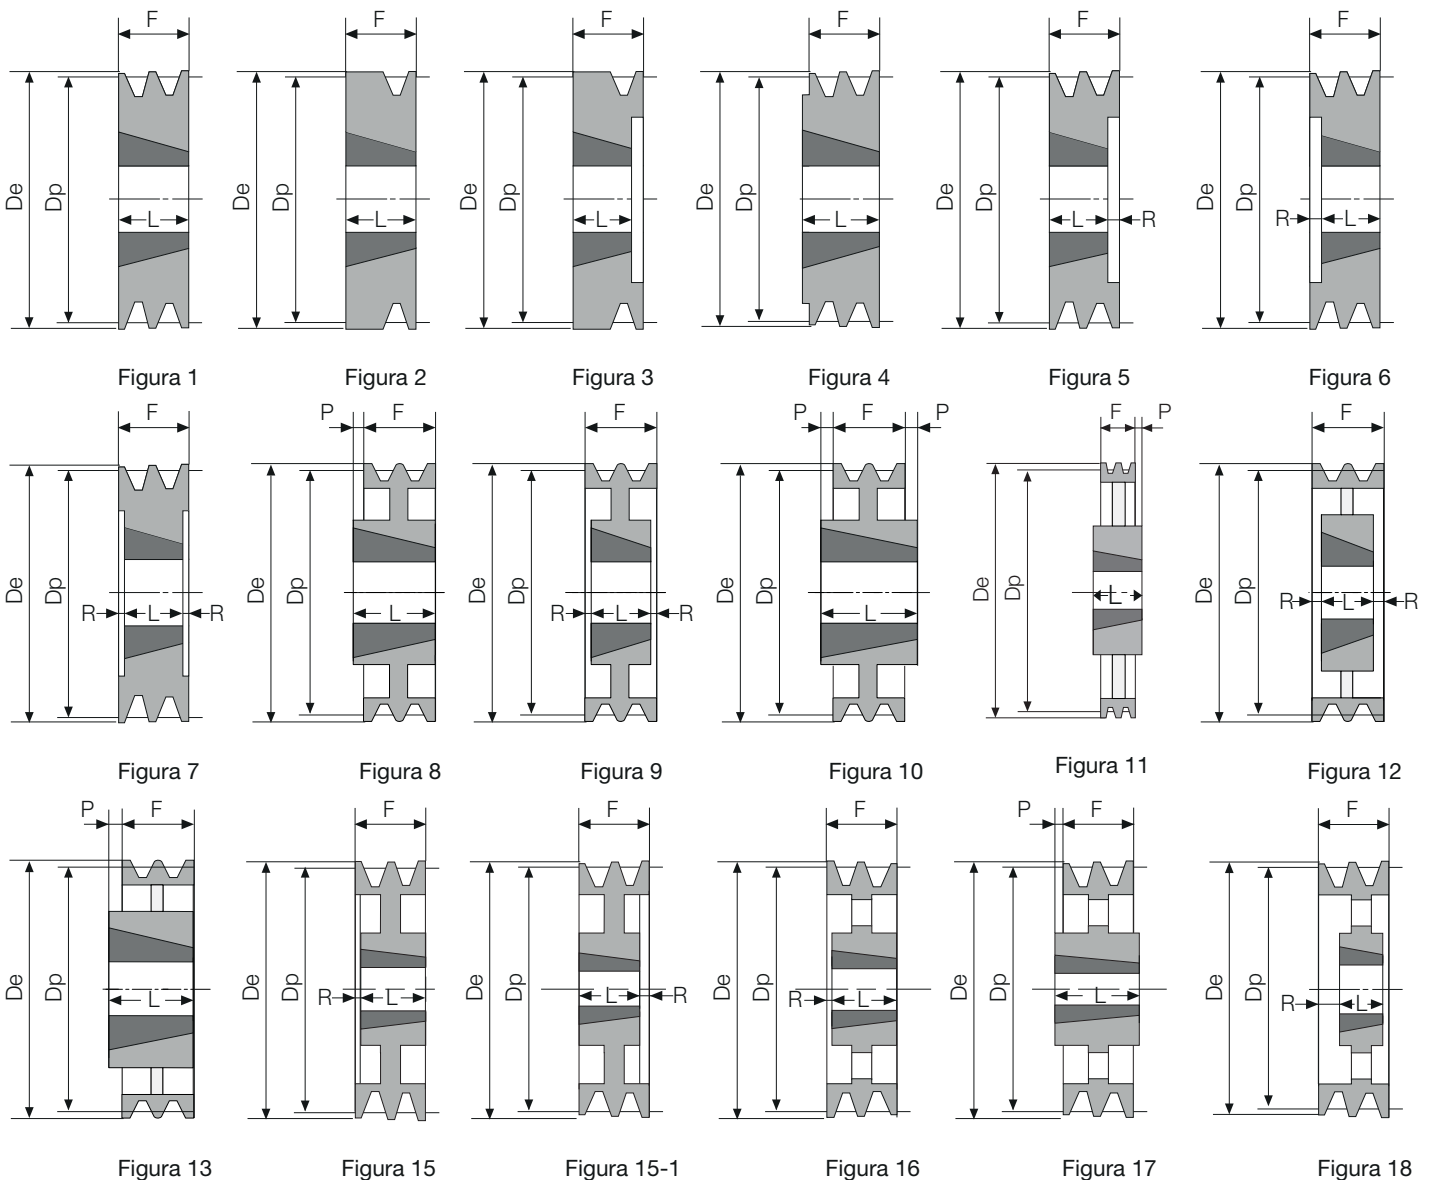 F F F F F F
De Dp L De Dp L De Dp L De Dp L De Dp L R De Dp R L
Figura 1 Figura 2 Figura 3 Figura 4 Figura 5 Figura 6
F P F F P F P F P F
De Dp R L R De Dp L De Dp R L R De Dp L De Dp L De Dp R L R
Figura 7 Figura 8 Figura 9 Figura 10 Figura 11 Figura 12
P F F F F P F F
De Dp L De Dp R L De Dp L R De Dp R L De Dp L De Dp R L
Figura 13 Figura 15 Figura 15-1 Figura 16 Figura 17 Figura 18